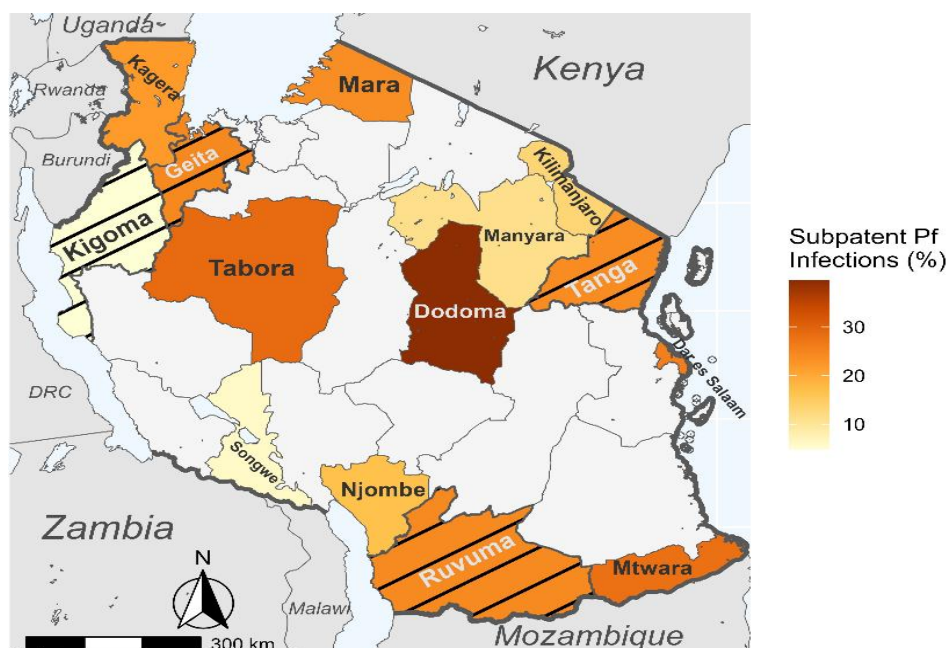 Uganda
Kenya
Rwanda
Kagera
Mara
Burundi
Geita
Kilimanjaro
Kigoma
Manyara
Tabora
Tanga
Dodoma
Dar es Salaam
DRC
Songwe
Njombe
Zambia
Ruvuma
Mtwara
N
Malawi
Mozambique
300 km
Subpatent Pf
Infections (%)
30
20
10